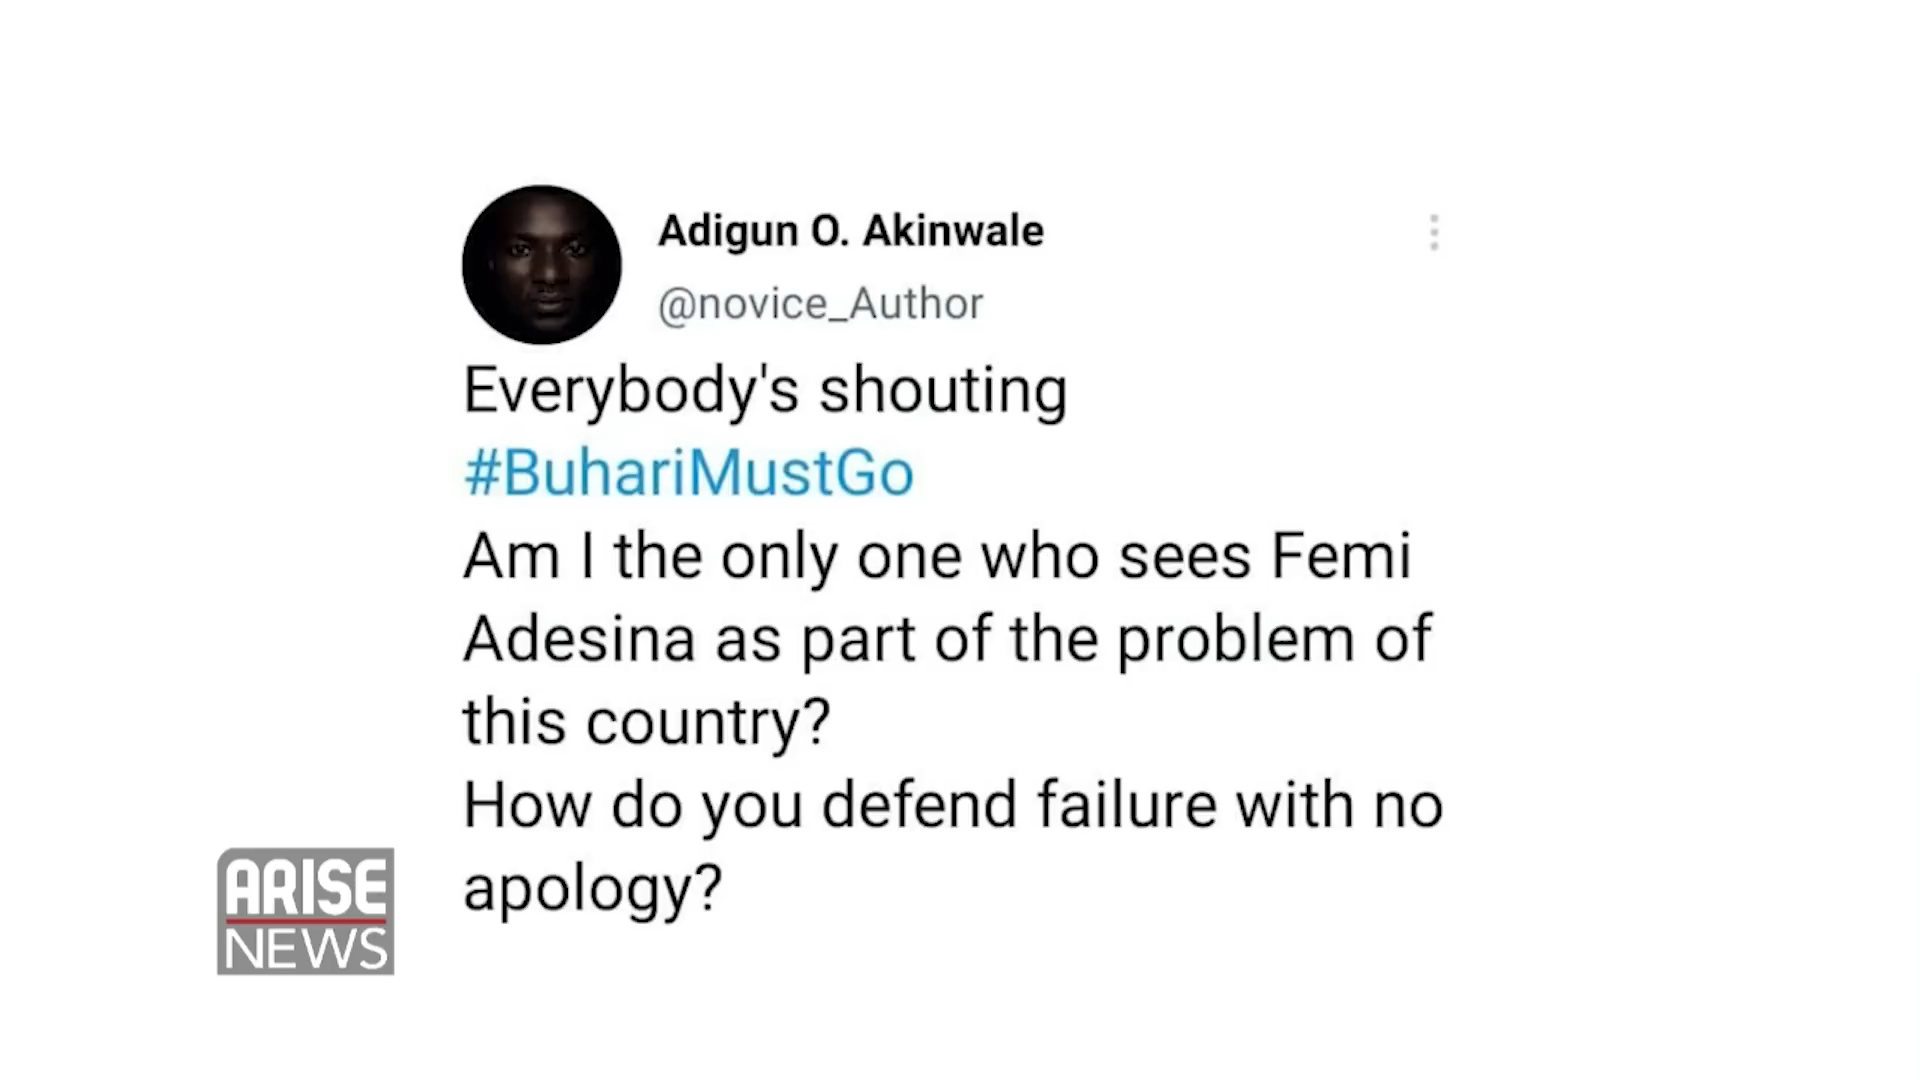 Adigun O. Akinwale
@novice_Author
Everybody's shouting
#BuhariMustGo
Am I the only one who sees Femi
Adesina as part of the problem of
this country?
How do you defend failure with no
apology?
ARISE
NEWS